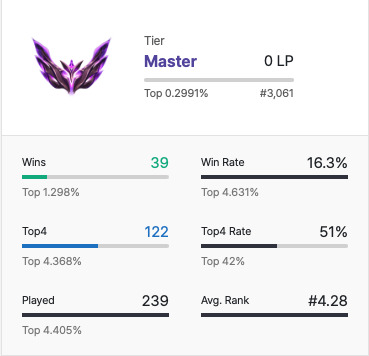 Tier
Master 0 LP
Top 0.2991% #3,061
Wins 39 Win Rate 16.3%
Top 1.298% Top 4.631%
Top4 122 Top4 Rate 51%
Top 4.368% Top 42%
Played 239 Avg. Rank #4.28
Top 4.405%